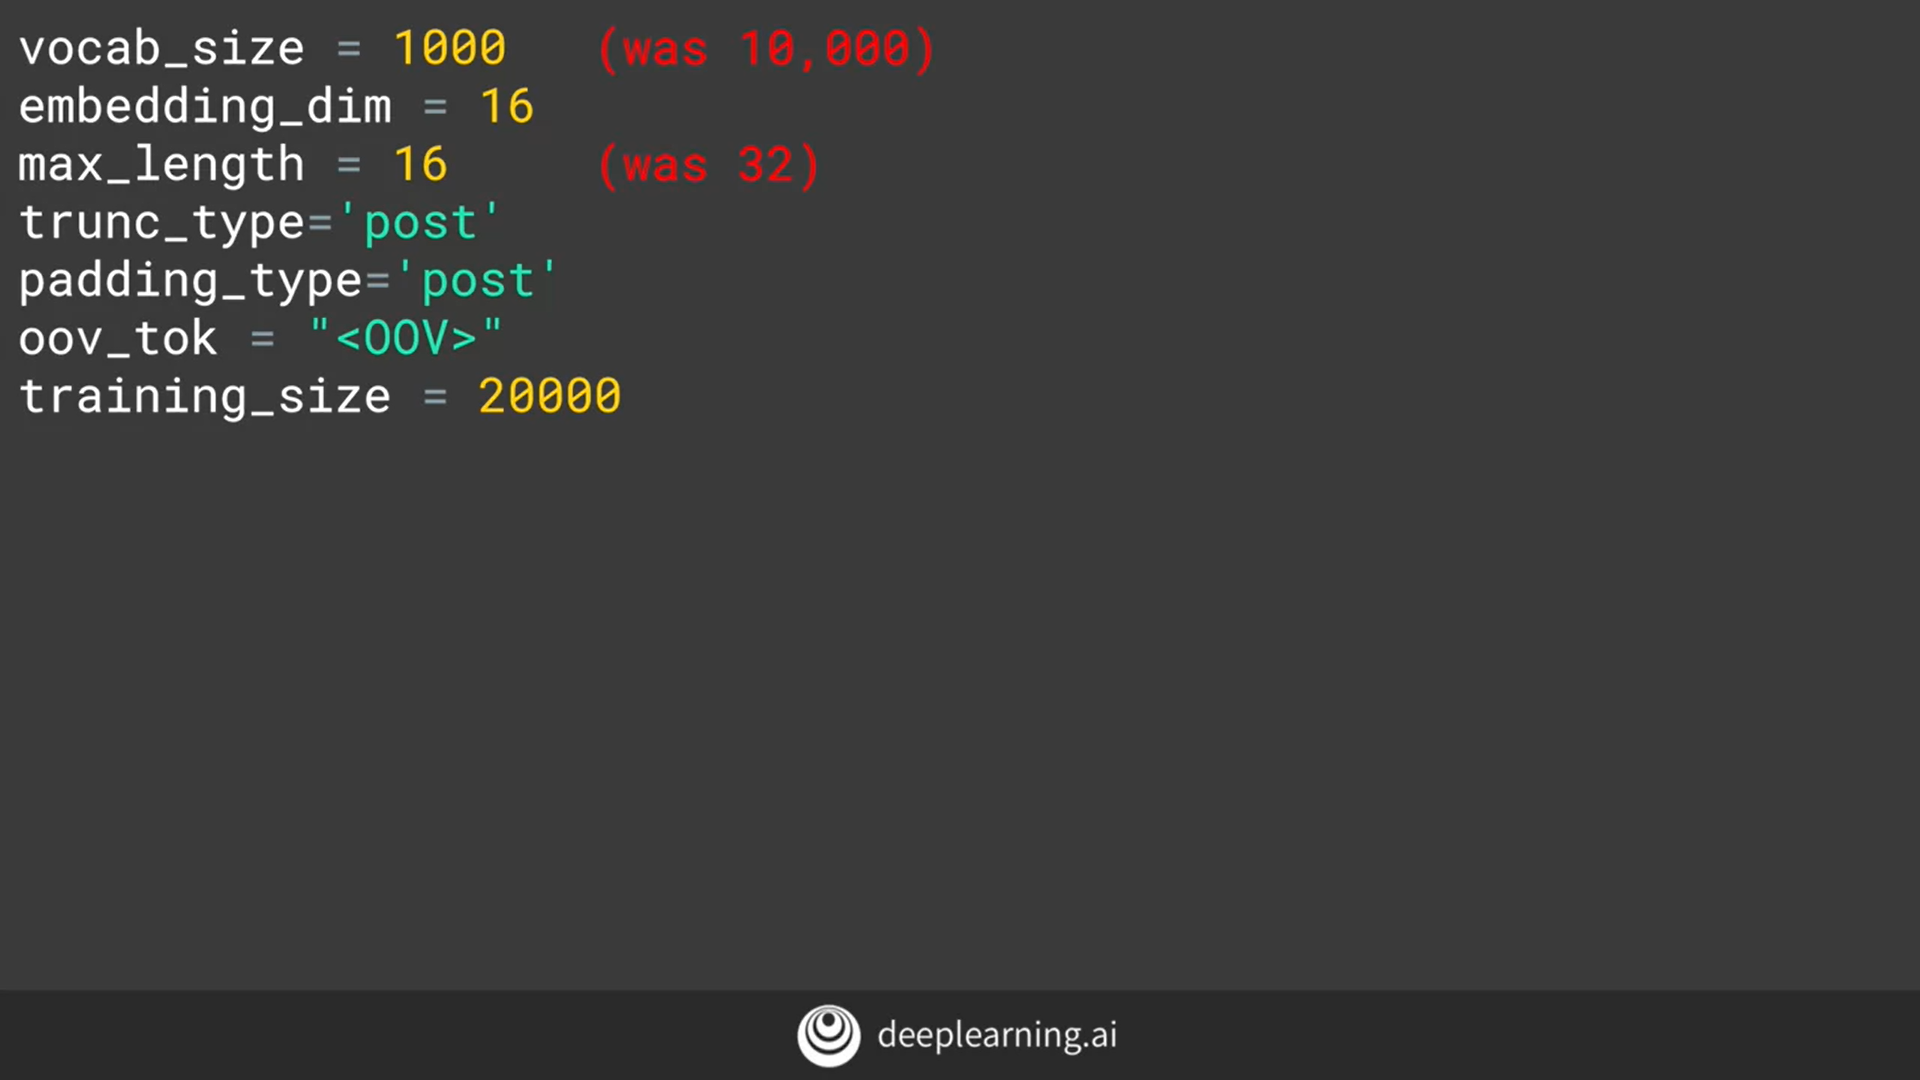 vocab_size = 1000 (was 10,000)
embedding_dim = 16
max_length = 16 (was 32)
trunc_type='post'
padding_type='post'
oov_tok = "<OOV>"
training_size = 20000
deeplearning.ai